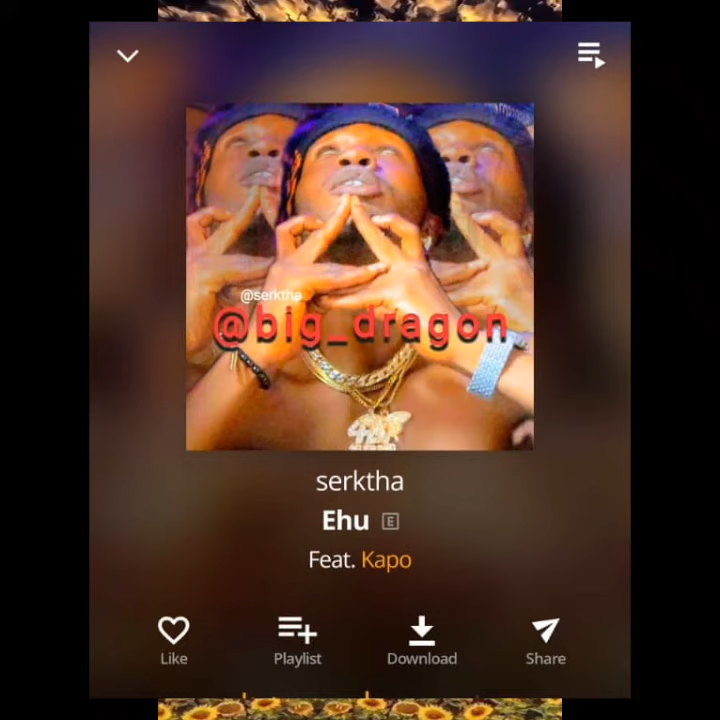 @serktha
@big_dragon
serktha
Ehu E
Feat. Kapo
Like
Playlist
Download
Share